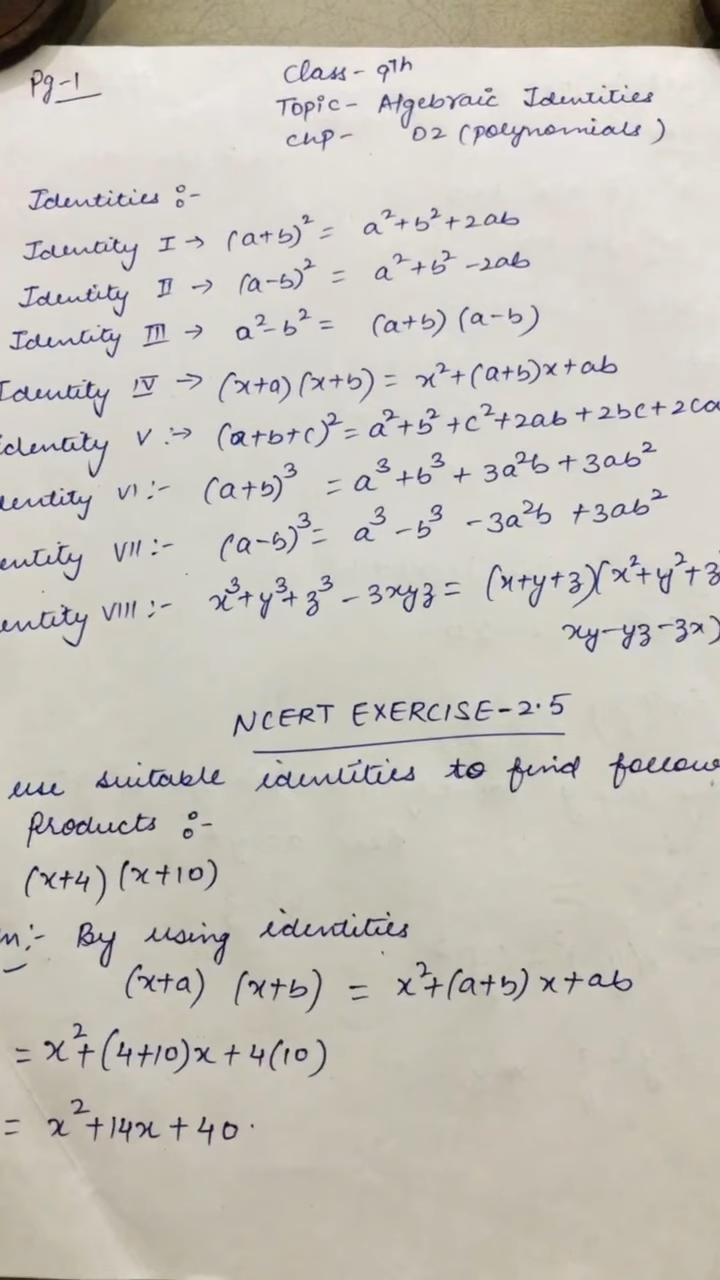 Pg-1
Class- 9th
Topic- Algebraic Identities
Chp- 02 (polynomials)
Identities :-
Identity I → (a+b)² = a²+b²+2ab
Identity II → (a-b)² = a²+b²-2ab
Identity III → a²-b² = (a+b) (a-b)
Identity IV → (x+a) (x+b) = x²+(a+b)x+ab
identity V :→ (a+b+c)² = a²+b²+c²+2ab+2bc+2ca
dentity VI :- (a+b)³ = a³+b³+3a²b+3ab²
entity VII :- (a-b)³= a³-b³ -3a²b +3ab²
entity VIII :- x³+y³+z³-3xyz = (x+y+z)(x²+y²+z
xy-yz-zx)
NCERT EXERCISE-2.5
use suitable identities to find follow
Products :-
(x+4) (x+10)
n:- By using identities
(x+a) (x+b) = x²+(a+b) x+ab
= x²+(4+10)x+4(10)
= x²+14x+40.